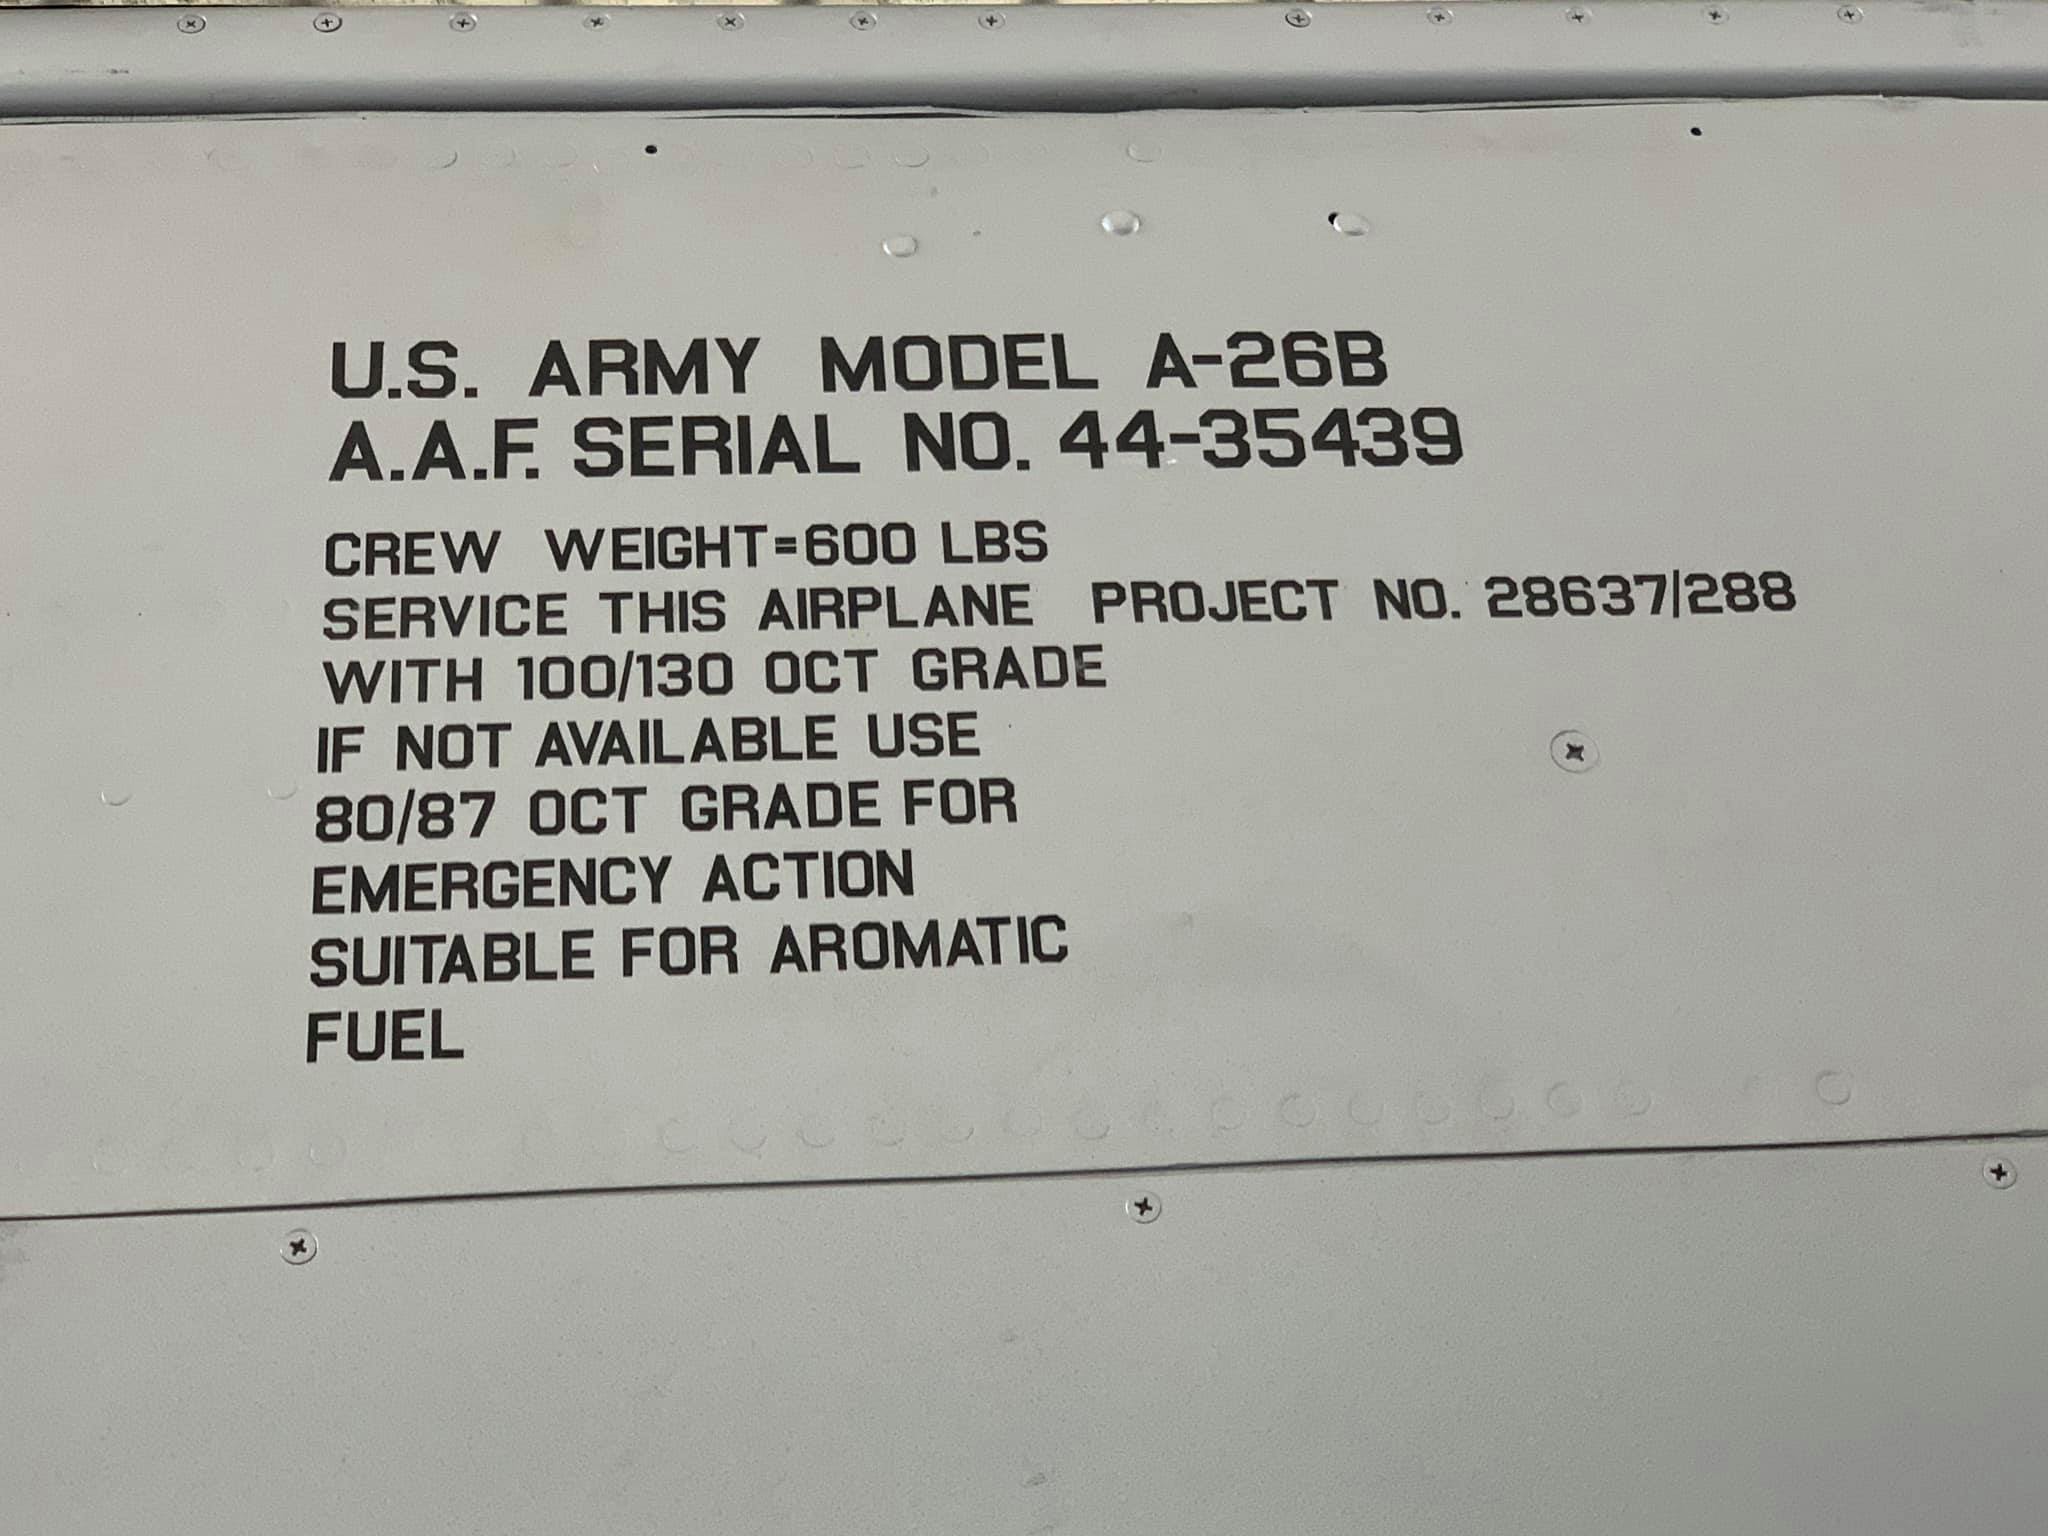 U.S. ARMY MODEL A-26B
A.A.F. SERIAL NO. 44-35439
CREW WEIGHT=600 LBS
SERVICE THIS AIRPLANE PROJECT NO. 28637/288
WITH 100/130 OCT GRADE
IF NOT AVAILABLE USE
80/87 OCT GRADE FOR
EMERGENCY ACTION
SUITABLE FOR AROMATIC
FUEL